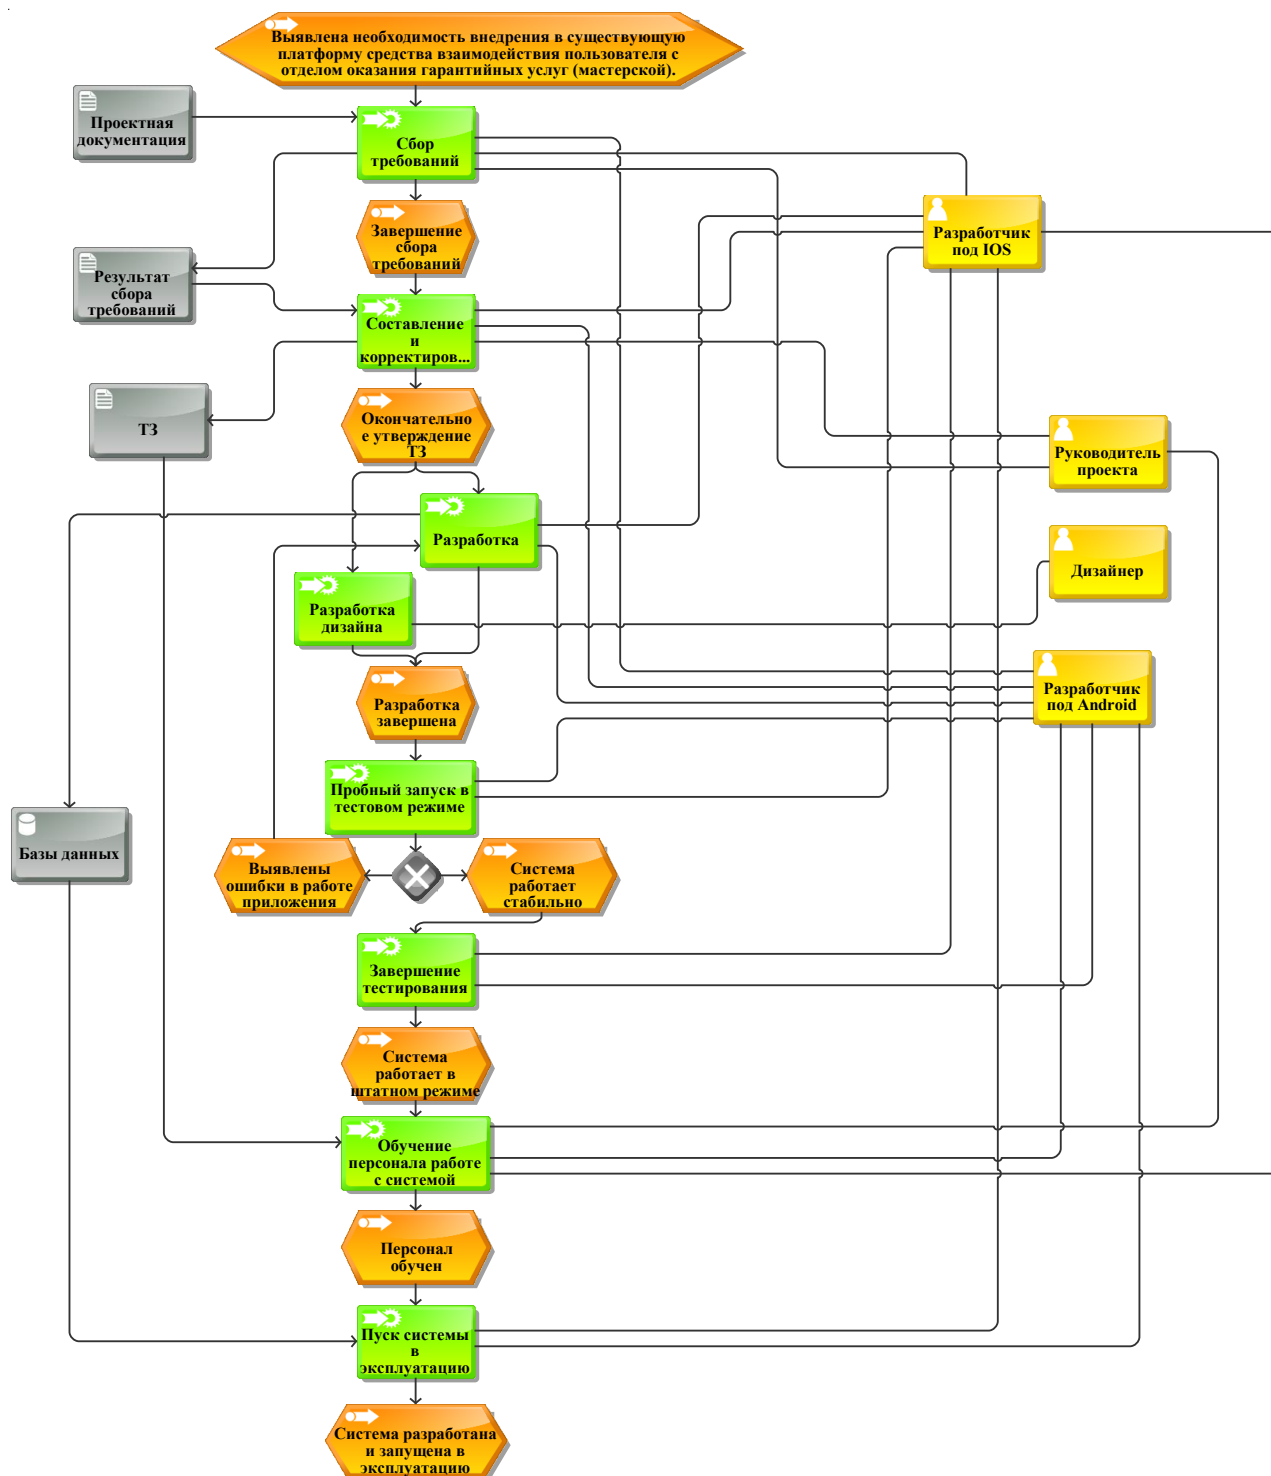 Выявлена необходимость внедрения в существующую
платформу средства взаимодействия пользователя с
отделом оказания гарантийных услуг (мастерской).
Проектная
документация
Сбор
требований
Завершение
сбора
требований
Разработчик
под IOS
Результат
сбора
требований
Составление
и
корректиров...
ТЗ
Окончательно
е утверждение
ТЗ
Руководитель
проекта
Разработка
Дизайнер
Разработка
дизайна
Разработка
завершена
Разработчик
под Android
Пробный запуск в
тестовом режиме
Базы данных
Выявлены
ошибки в работе
приложения
Система
работает
стабильно
Завершение
тестирования
Система
работает в
штатном режиме
Обучение
персонала работе
с системой
Персонал
обучен
Пуск системы
в
эксплуатацию
Система разработана
и запущена в
эксплуатацию